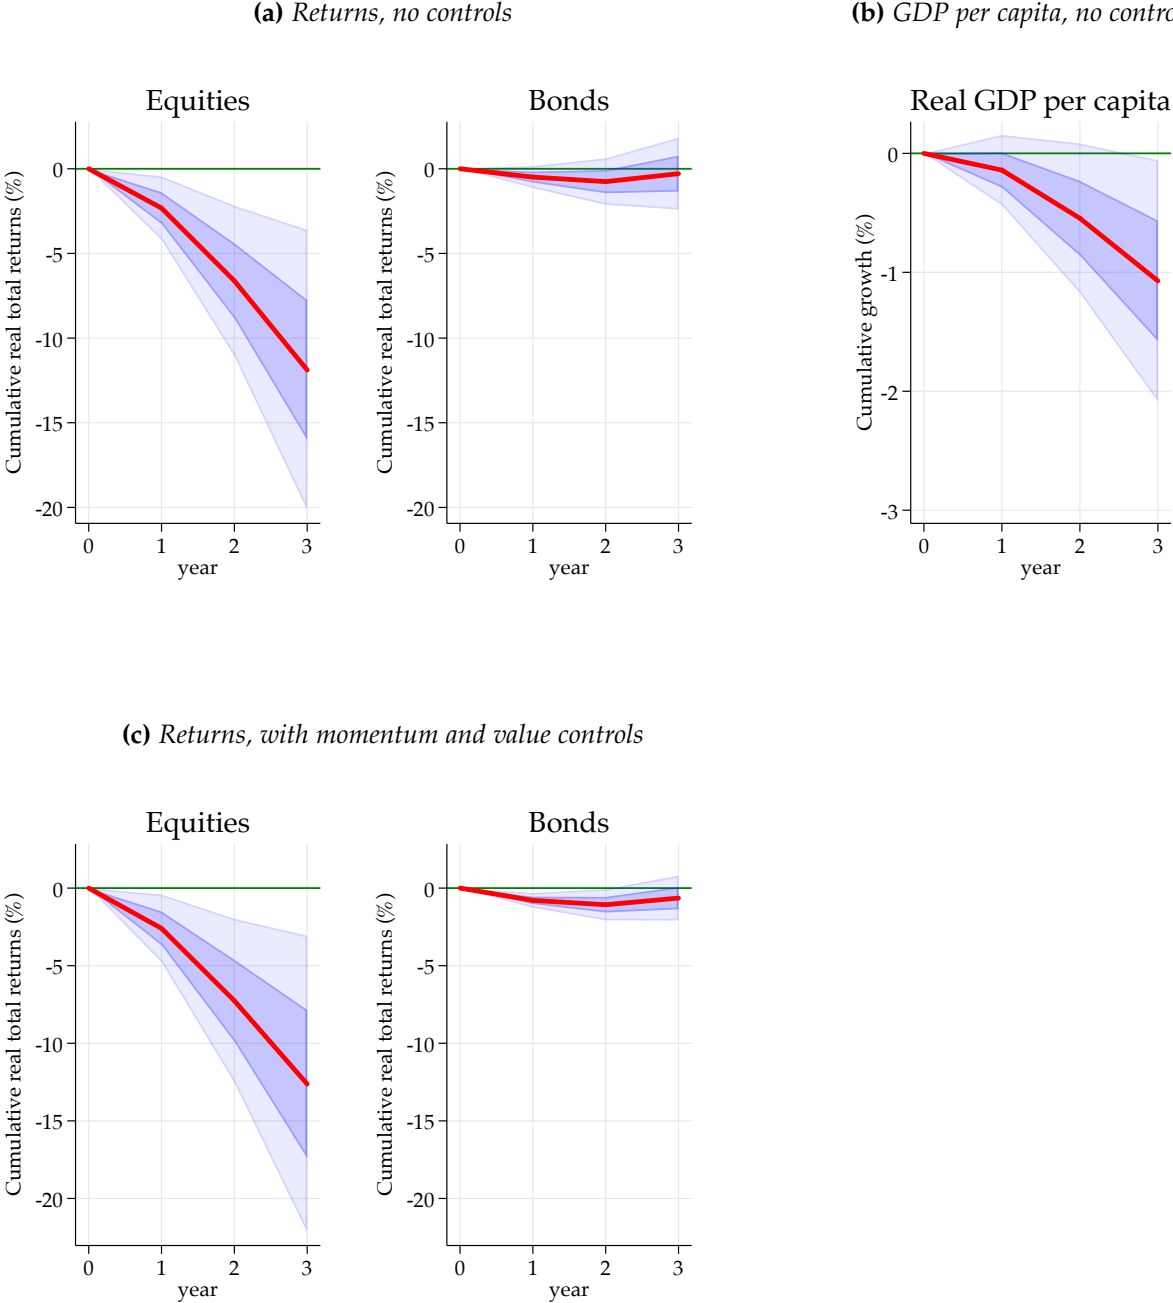 (a) Returns, no controls
(b) GDP per capita, no contro
Equities
Bonds
Real GDP per capita
Cumulative real total returns (%)
0
-5
-10
-15
-20
0 1 2 3
year
Cumulative real total returns (%)
0
-5
-10
-15
-20
0 1 2 3
year
Cumulative growth (%)
0
-1
-2
-3
0 1 2 3
year
(c) Returns, with momentum and value controls
Equities
Bonds
Cumulative real total returns (%)
0
-5
-10
-15
-20
0 1 2 3
year
Cumulative real total returns (%)
0
-5
-10
-15
-20
0 1 2 3
year